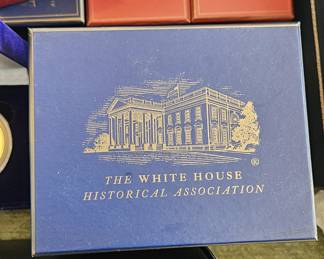 ®
THE WHITE HOUSE
HISTORICAL ASSOCIATION